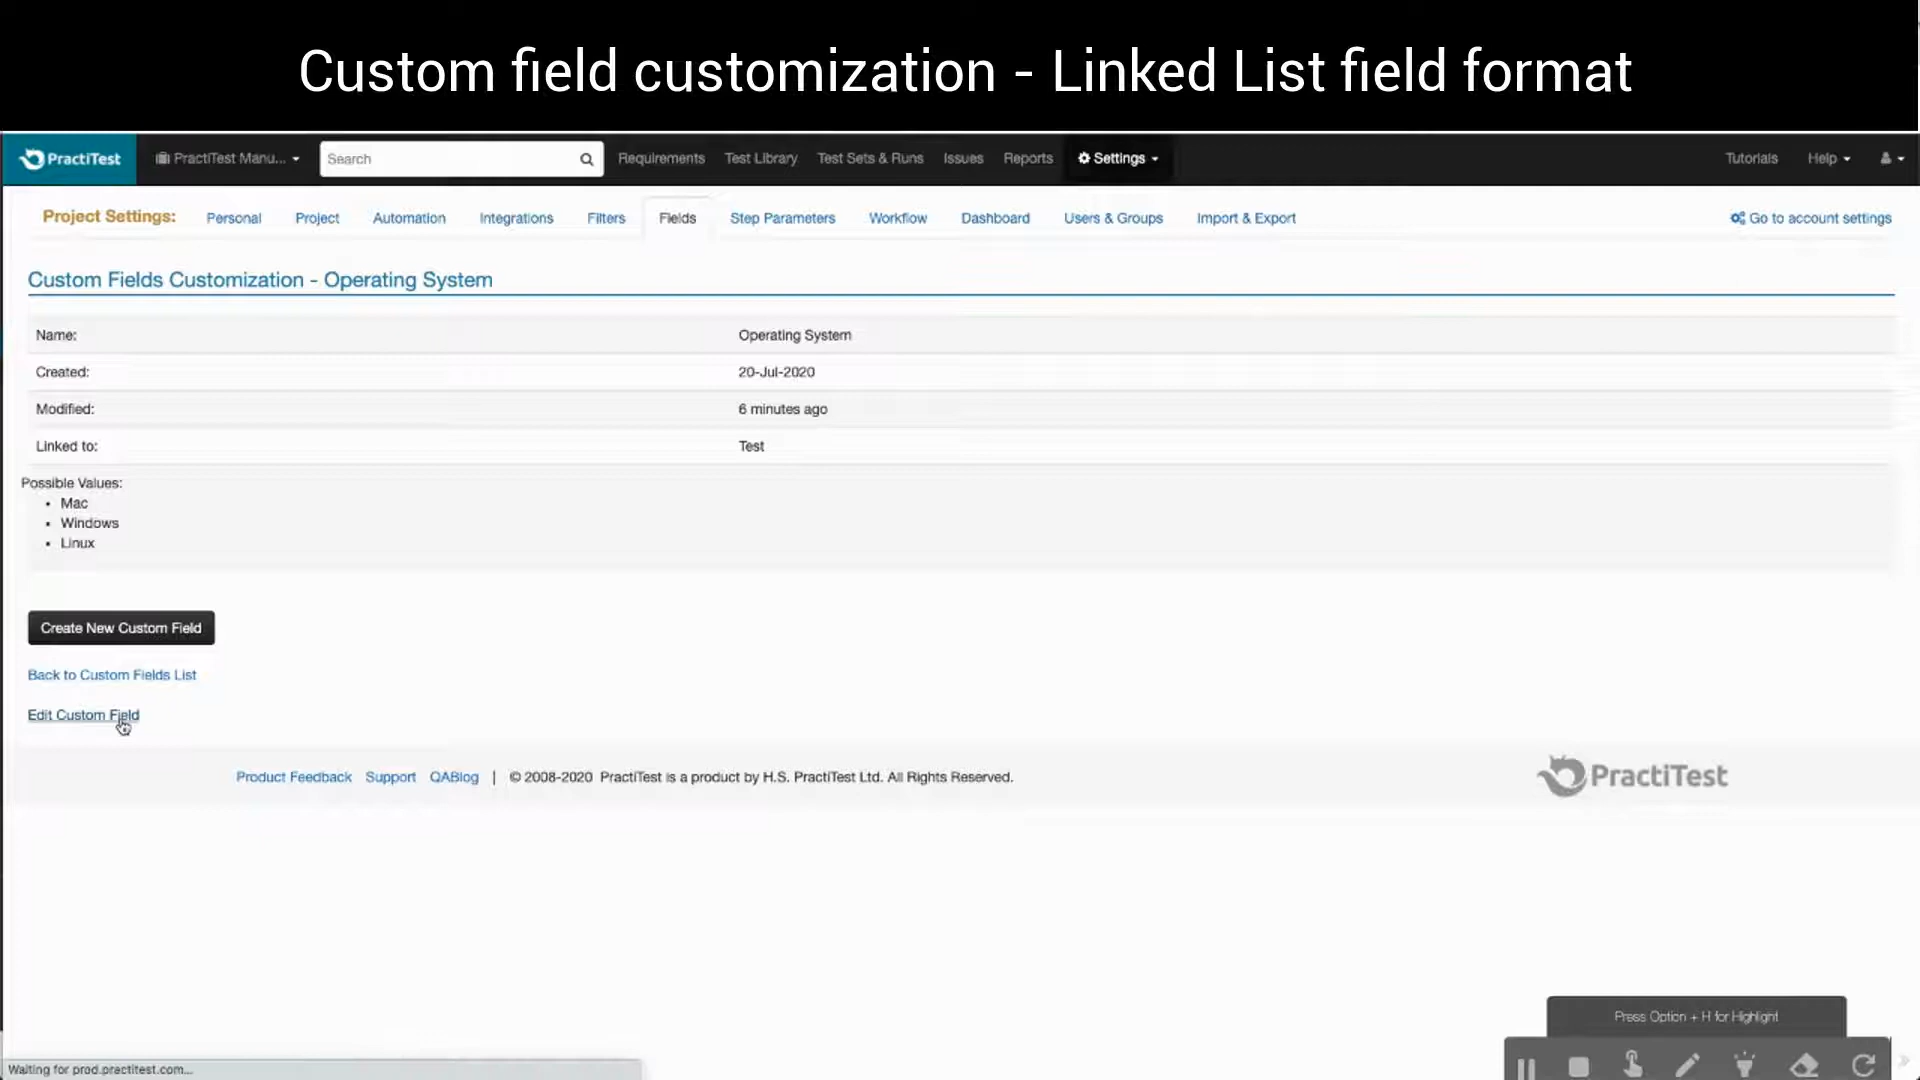 Custom field customization - Linked List field format
PractiTest PractiTest Manu... Search Requirements Test Library Test Sets & Runs Issues Reports Settings Tutorials Help
Project Settings: Personal Project Automation Integrations Filters Fields Step Parameters Workflow Dashboard Users & Groups Import & Export Go to account settings
Custom Fields Customization - Operating System
Name: Operating System
Created: 20-Jul-2020
Modified: 6 minutes ago
Linked to: Test
Possible Values:
• Mac
• Windows
• Linux
Create New Custom Field
Back to Custom Fields List
Edit Custom Field
Product Feedback Support QABlog | © 2008-2020 PractiTest is a product by H.S. PractiTest Ltd. All Rights Reserved. PractiTest
Press Option + H for Highlight
Waiting for prod.practitest.com...